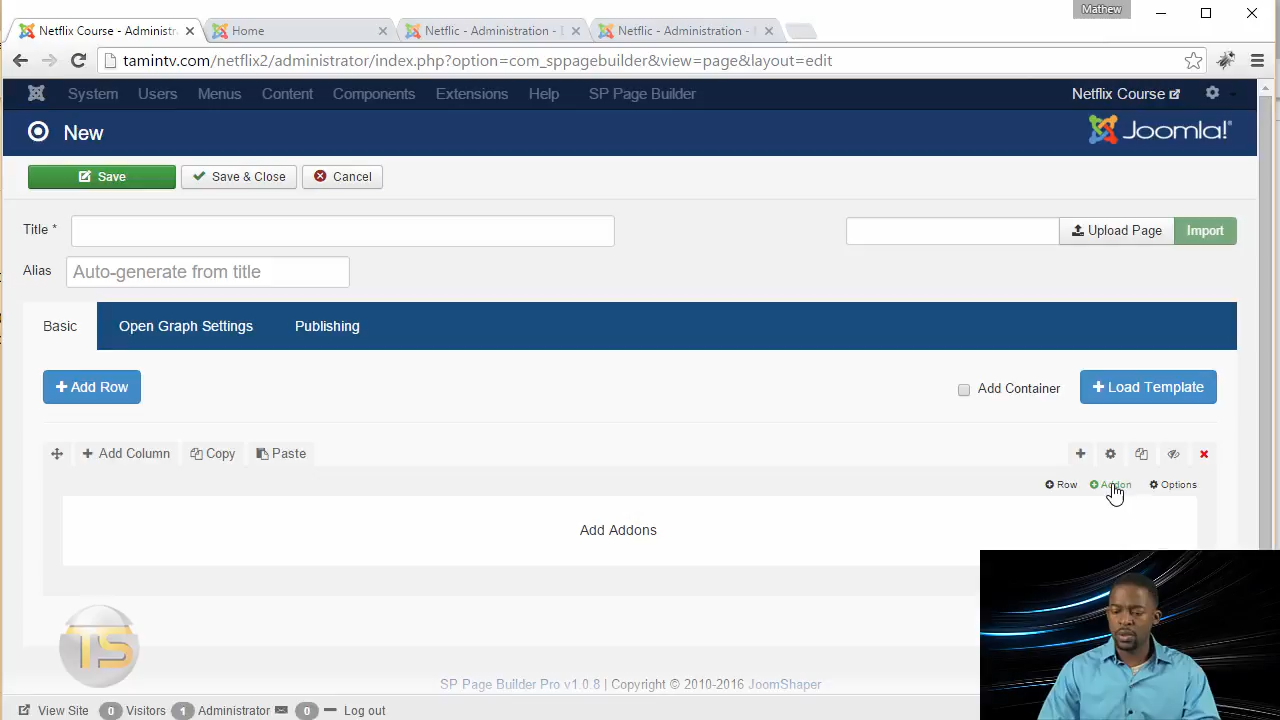 Mathew
Netflix Course - Administra
Home
Netflic - Administration -
Netflic - Administration -
tamintv.com/netflix2/administrator/index.php?option=com_sppagebuilder&view=page&layout=edit
System Users Menus Content Components Extensions Help SP Page Builder Netflix Course
New Joomla!®
Save Save & Close Cancel
Title * Upload Page Import
Alias Auto-generate from title
Basic Open Graph Settings Publishing
+ Add Row Add Container + Load Template
+ Add Column Copy Paste
Row Addon Options
Add Addons
TS
SP Page Builder Pro v1.0.8 | Copyright © 2010-2016 JoomShaper
View Site 0 Visitors 1 Administrator 0 Log out